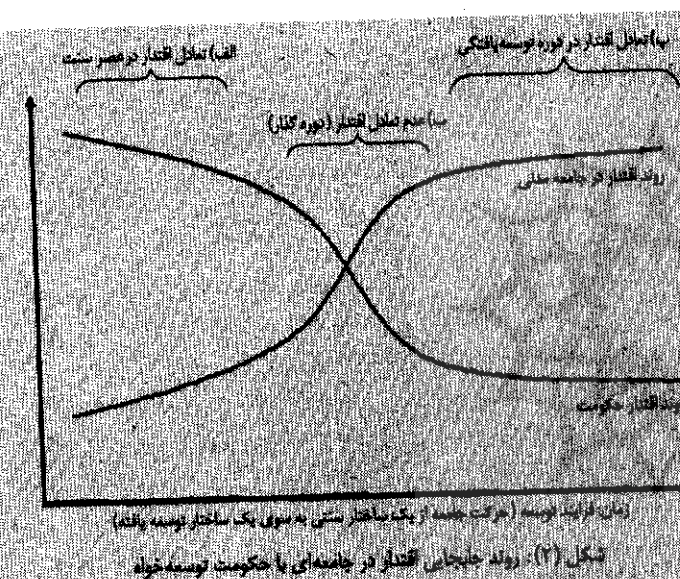 الف) تعادل اقتدار در عصر سنت
پ) تعادل اقتدار در دوره توسعه‌یافتگی
ب) عدم تعادل اقتدار (دوره گذار)
روند اقتدار در جامعه سنتی
روند اقتدار حکومت
زمان: فرایند توسعه (حرکت جامعه از یک ساختار سنتی به سوی یک ساختار توسعه یافته)
شکل (۲): روند جابجایی اقتدار در جامعه‌ای با حکومت توسعه‌خواه